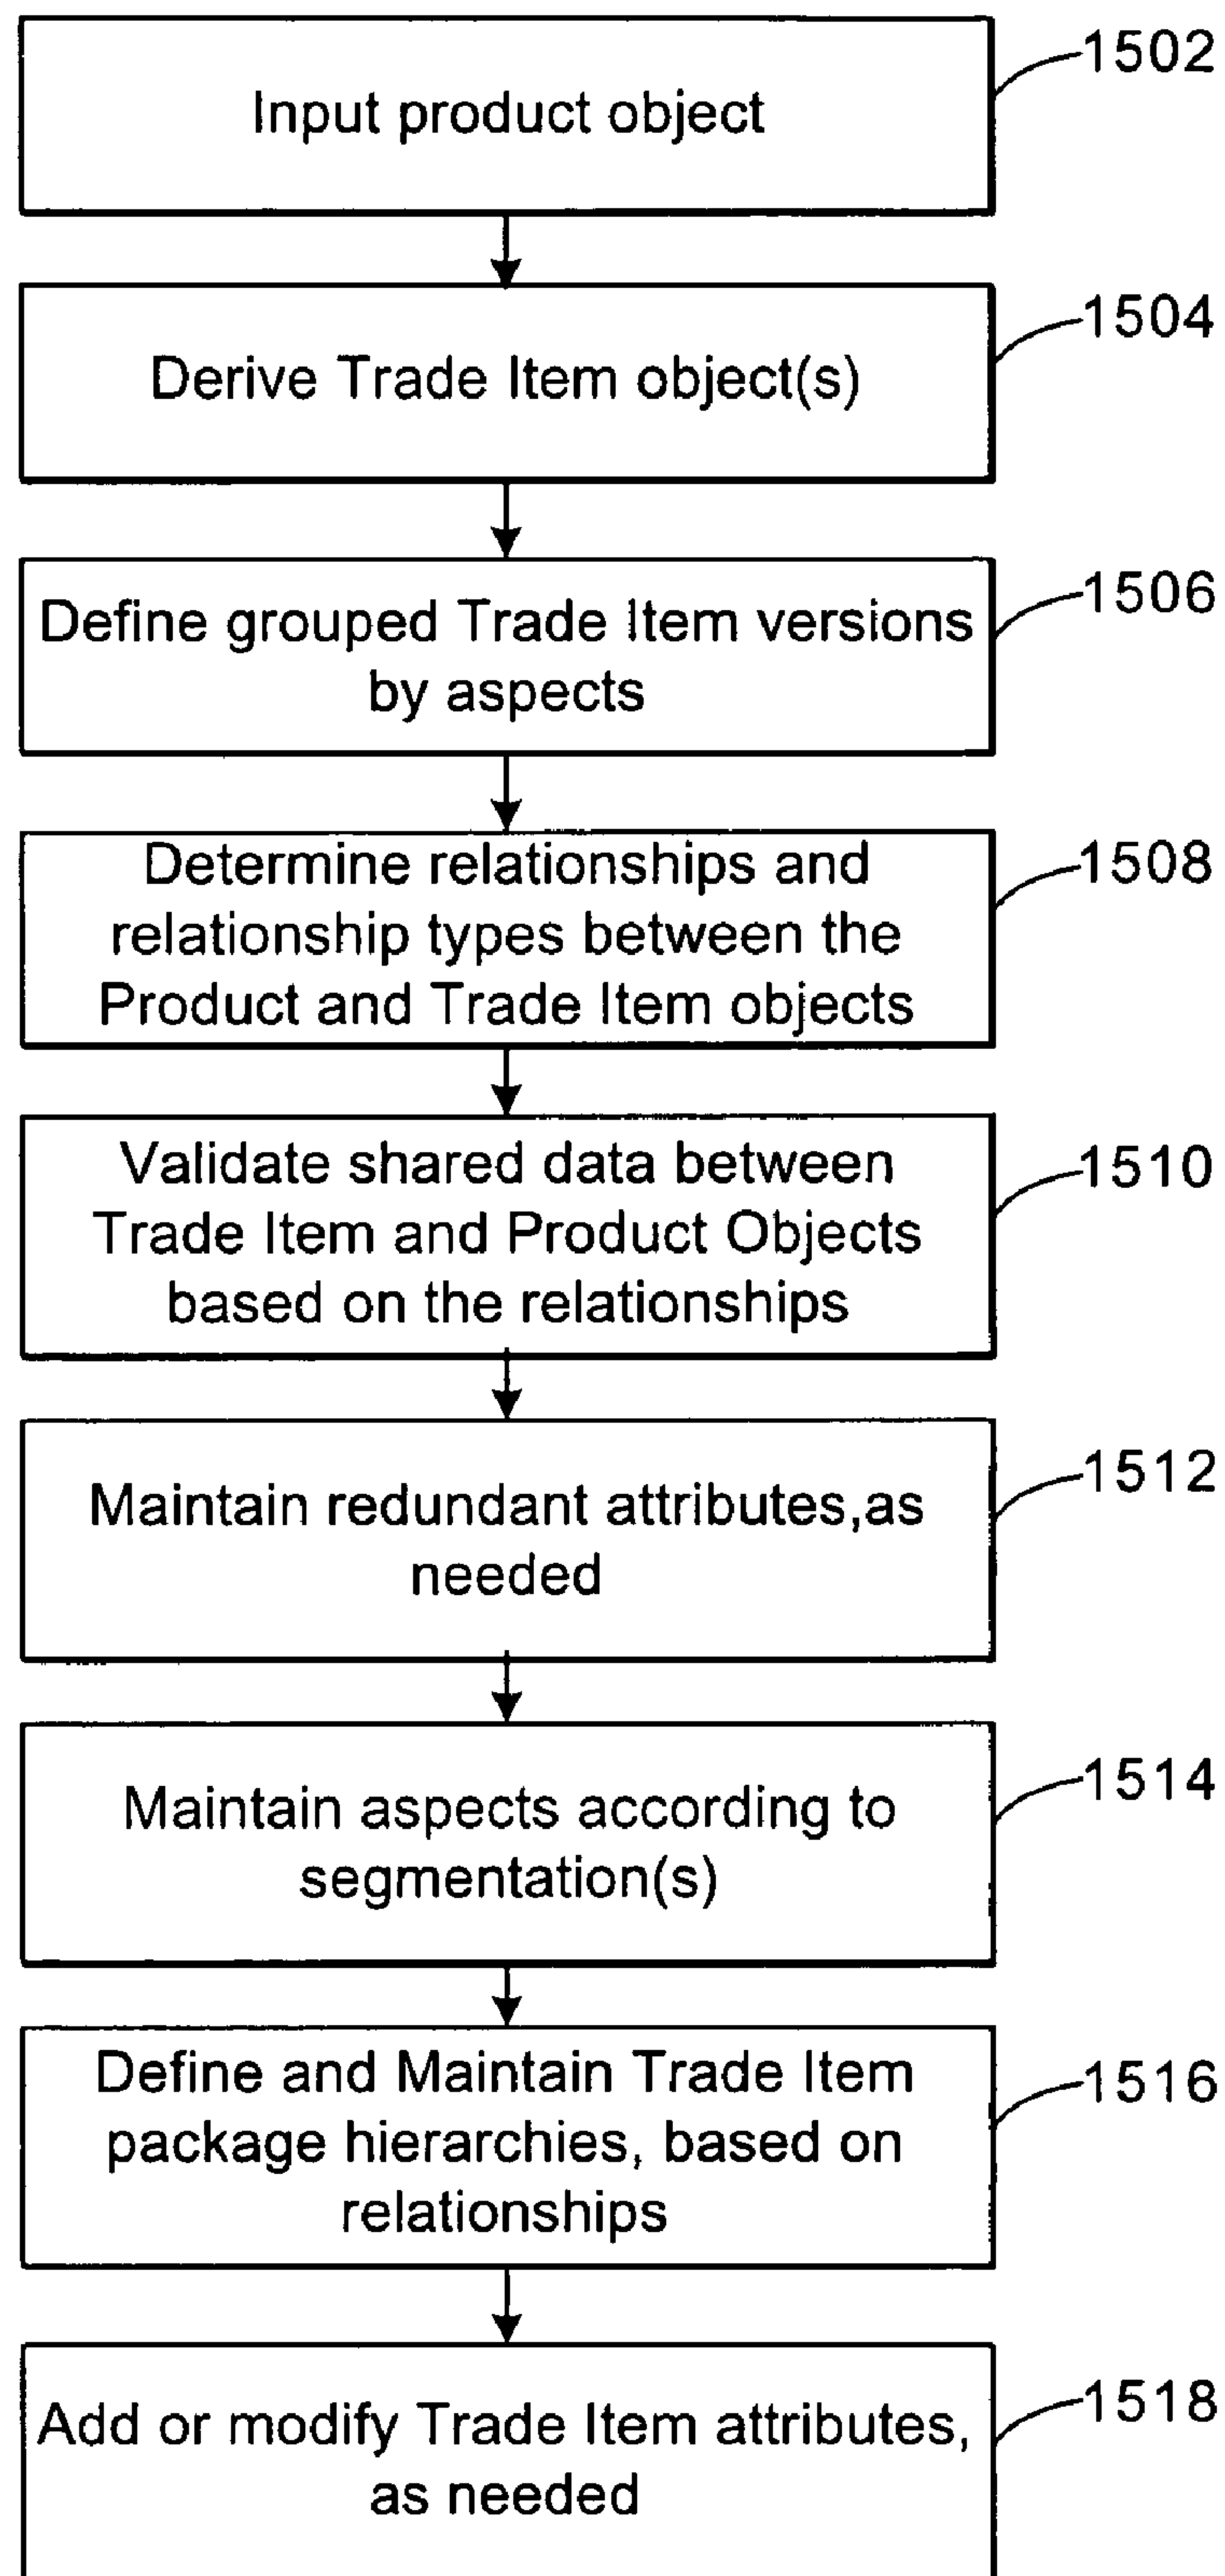 Input product object
1502
Derive Trade Item object(s)
1504
Define grouped Trade Item versions
by aspects
1506
Determine relationships and
relationship types between the
Product and Trade Item objects
1508
Validate shared data between
Trade Item and Product Objects
based on the relationships
1510
Maintain redundant attributes,as
needed
1512
Maintain aspects according to
segmentation(s)
1514
Define and Maintain Trade Item
package hierarchies, based on
relationships
1516
Add or modify Trade Item attributes,
as needed
1518